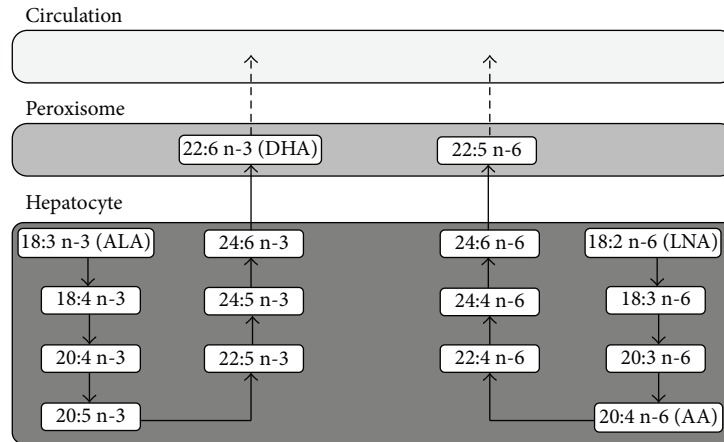 Circulation
Peroxisome
22:6 n-3 (DHA)
22:5 n-6
Hepatocyte
18:3 n-3 (ALA)
24:6 n-3
24:6 n-6
18:2 n-6 (LNA)
18:4 n-3
24:5 n-3
24:4 n-6
18:3 n-6
20:4 n-3
22:5 n-3
22:4 n-6
20:3 n-6
20:5 n-3
20:4 n-6 (AA)